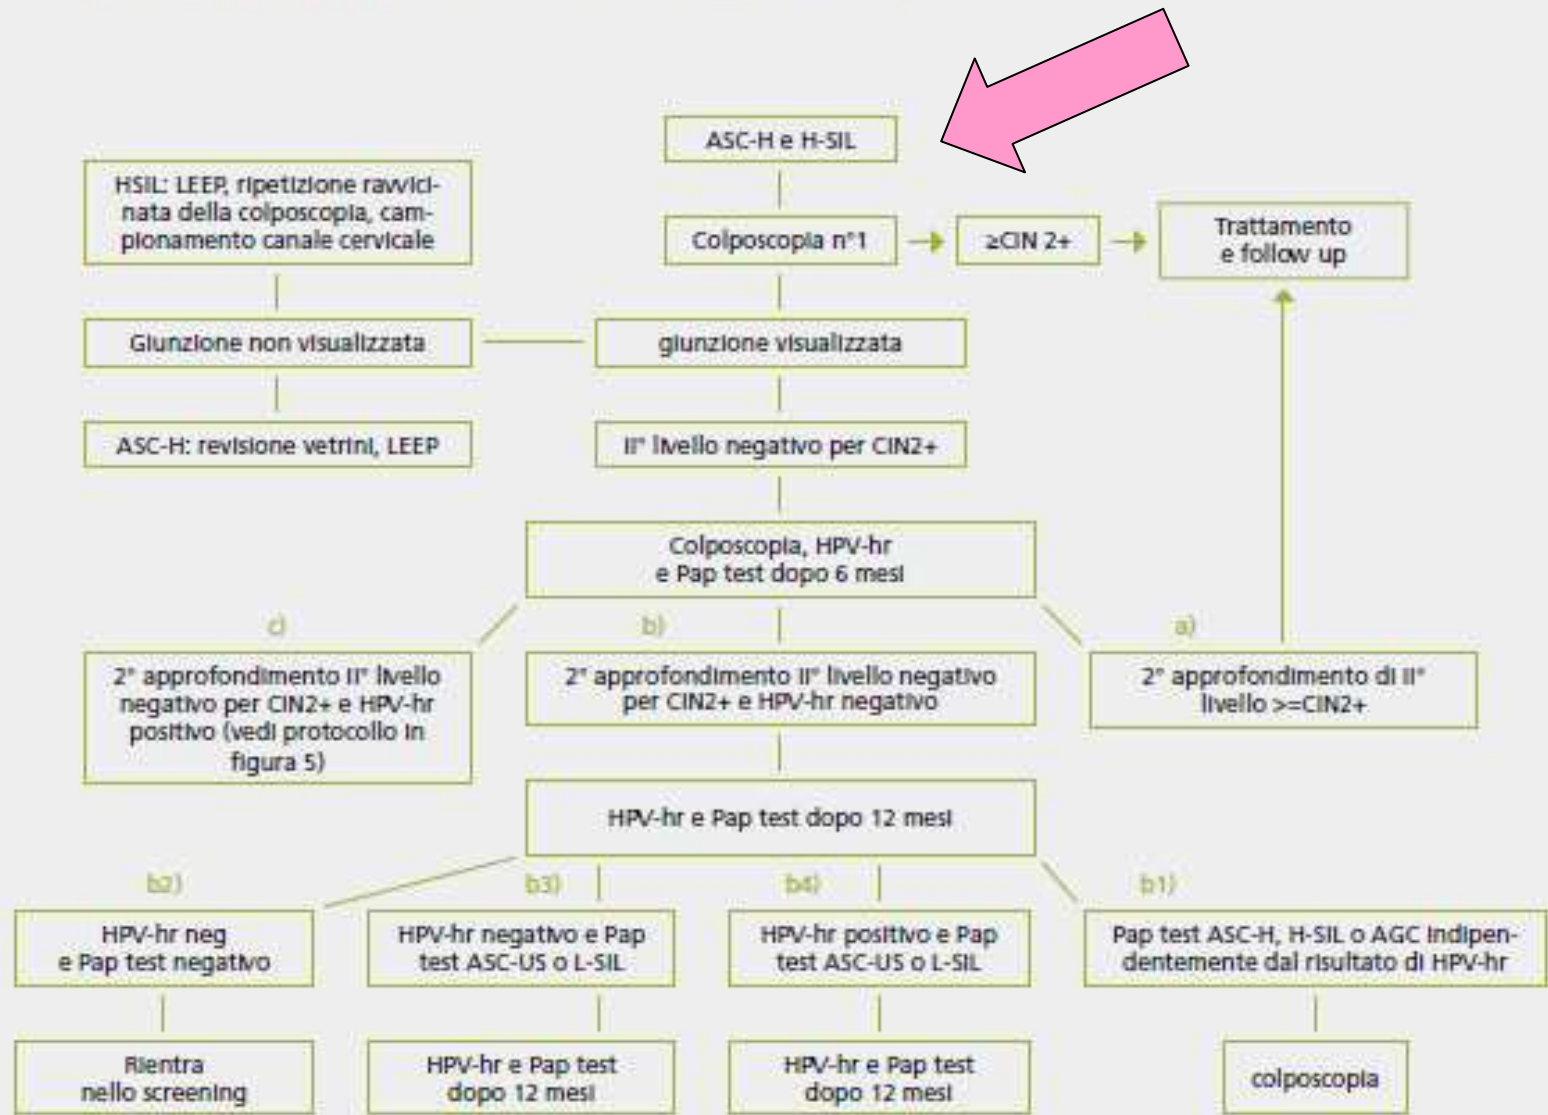 ASC-H e H-SIL
HSIL: LEEP, ripetizione ravvici-
nata della colposcopia, cam-
pionamento canale cervicale
Colposcopia n°1
≥CIN 2+
Trattamento
e follow up
Giunzione non visualizzata
giunzione visualizzata
ASC-H: revisione vetrini, LEEP
II° livello negativo per CIN2+
Colposcopia, HPV-hr
e Pap test dopo 6 mesi
c)
b)
a)
2° approfondimento II° livello
negativo per CIN2+ e HPV-hr
positivo (vedi protocollo in
figura 5)
2° approfondimento II° livello negativo
per CIN2+ e HPV-hr negativo
2° approfondimento di II°
livello >=CIN2+
HPV-hr e Pap test dopo 12 mesi
b2)
b3)
b4)
b1)
HPV-hr neg
e Pap test negativo
HPV-hr negativo e Pap
test ASC-US o L-SIL
HPV-hr positivo e Pap
test ASC-US o L-SIL
Pap test ASC-H, H-SIL o AGC indipen-
dentemente dal risultato di HPV-hr
Rientra
nello screening
HPV-hr e Pap test
dopo 12 mesi
HPV-hr e Pap test
dopo 12 mesi
colposcopia